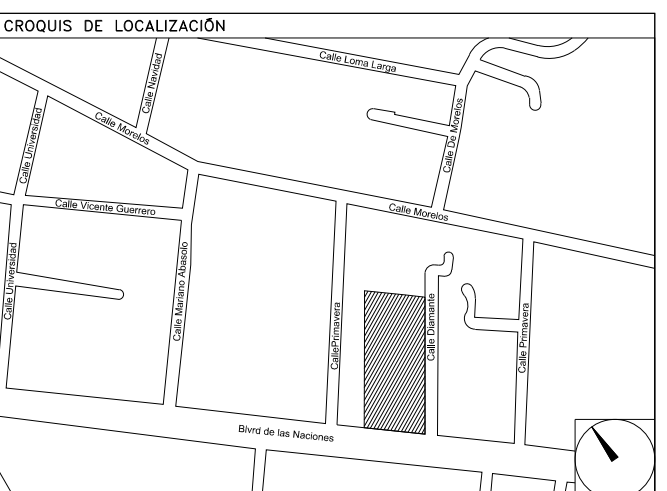 CROQUIS DE LOCALIZACIÓN
Calle Loma Larga
Calle Navidad
Calle Morelos
Calle Universidad
Calle De Morelos
Calle Vicente Guerrero
Calle Morelos
Calle Universidad
Calle Mariano Abasolo
CallePrimavera
Calle Diamante
Calle Primavera
Blvrd de las Naciones